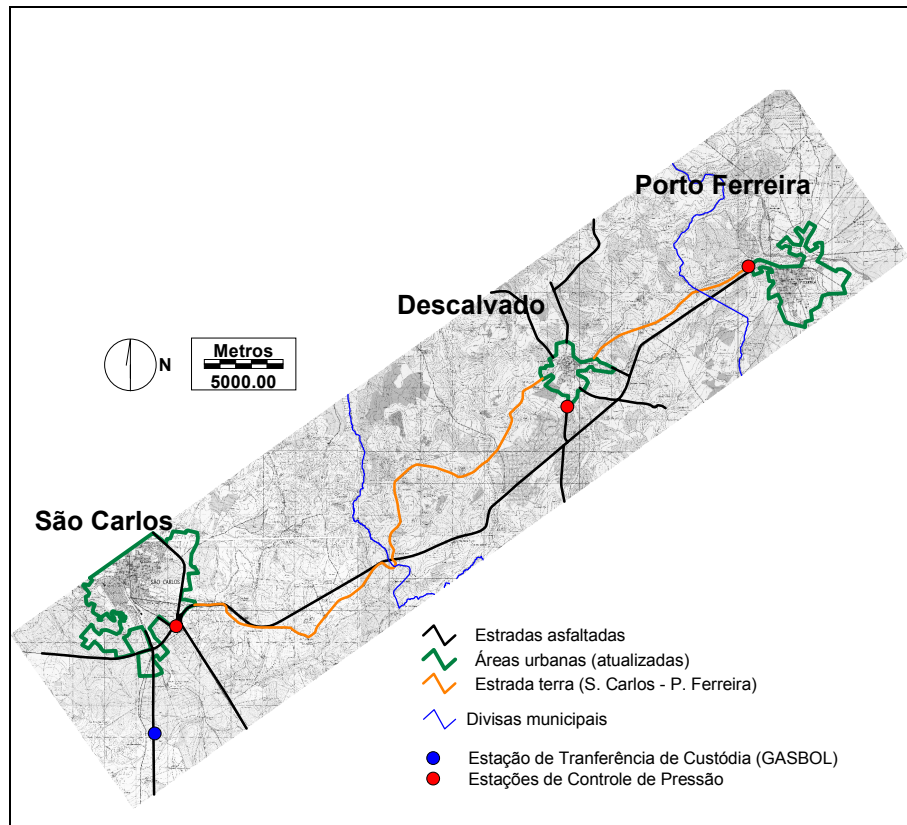 Porto Ferreira
Descalvado
N
Metros
5000.00
São Carlos
SÃO CARLOS
Estradas asfaltadas
Áreas urbanas (atualizadas)
Estrada terra (S. Carlos - P. Ferreira)
Divisas municipais
Estação de Tranferência de Custódia (GASBOL)
Estações de Controle de Pressão